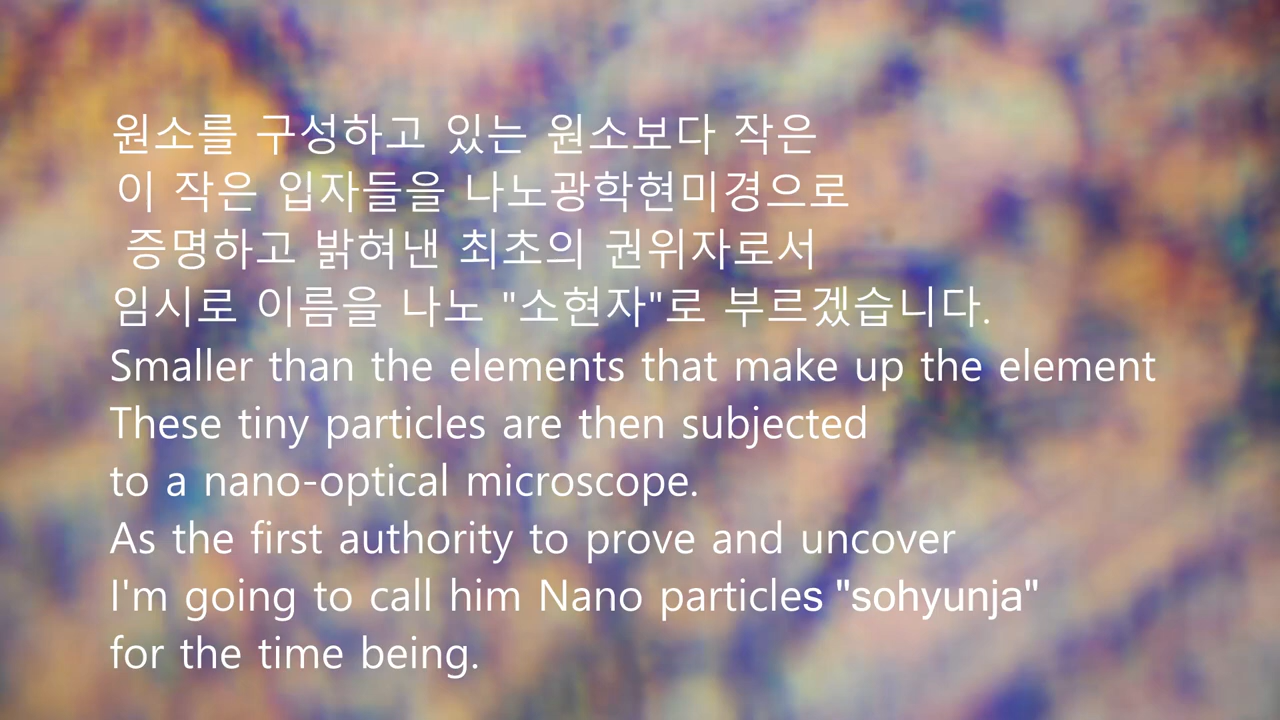 원소를 구성하고 있는 원소보다 작은
이 작은 입자들을 나노광학현미경으로
증명하고 밝혀낸 최초의 권위자로서
임시로 이름을 나노 "소현자"로 부르겠습니다.
Smaller than the elements that make up the element
These tiny particles are then subjected
to a nano-optical microscope.
As the first authority to prove and uncover
I'm going to call him Nano particles "sohyunja"
for the time being.